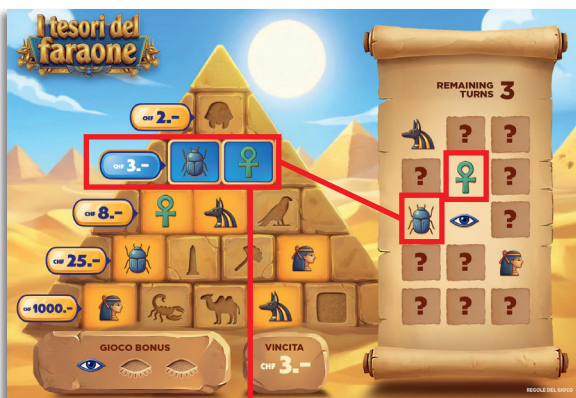 I tesori del
faraone
REMAINING
TURNS 3
CHF 2.-
? ?
CHF 3.-
? ?
CHF 8.-
?
CHF 25.-
? ?
CHF 1000.-
? ? ?
GIOCO BONUS
VINCITA
CHF 3.-
REGOLE DEL GIOCO